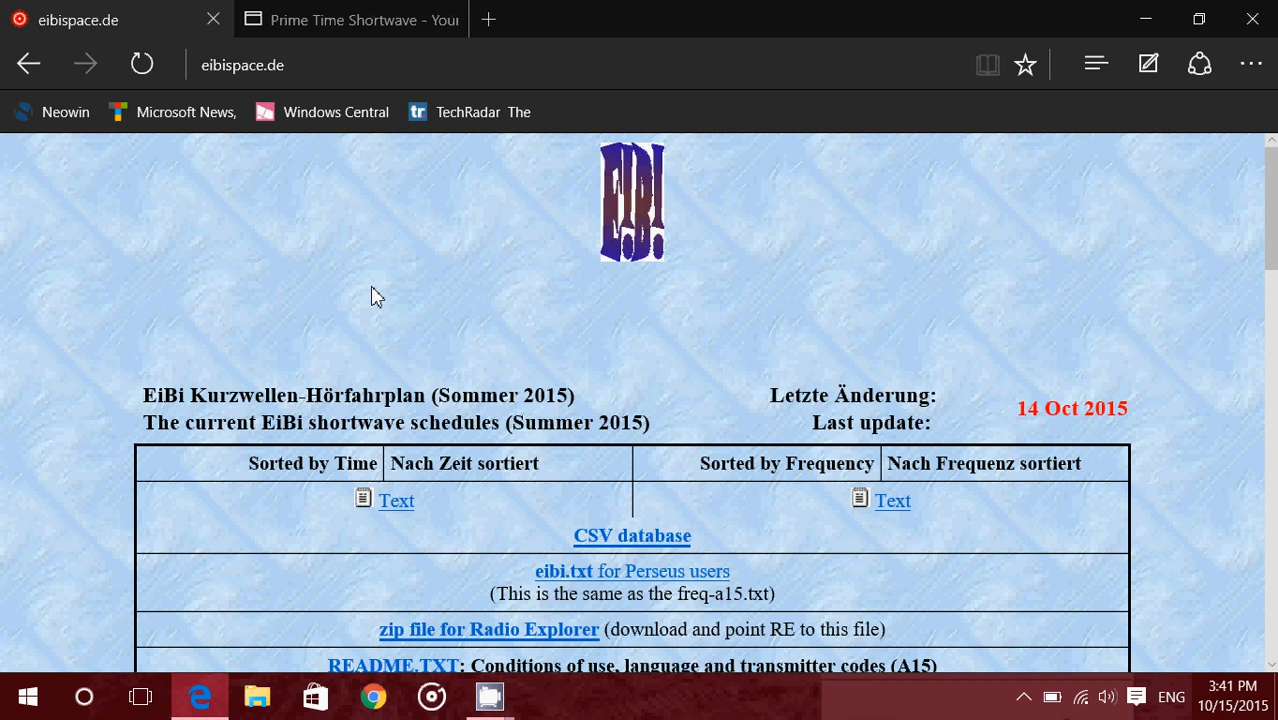 eibispace.de
Prime Time Shortwave - Your
eibispace.de
Neowin
Microsoft News,
Windows Central
tr
TechRadar The
EiBi
EiBi Kurzwellen-Hörfahrplan (Sommer 2015)
Letzte Änderung:
The current EiBi shortwave schedules (Summer 2015)
Last update:
14 Oct 2015
Sorted by Time
Nach Zeit sortiert
Sorted by Frequency
Nach Frequenz sortiert
Text
Text
CSV database
eibi.txt for Perseus users
(This is the same as the freq-a15.txt)
zip file for Radio Explorer (download and point RE to this file)
README.TXT: Conditions of use, language and transmitter codes (A15)
ENG
3:41 PM
10/15/2015